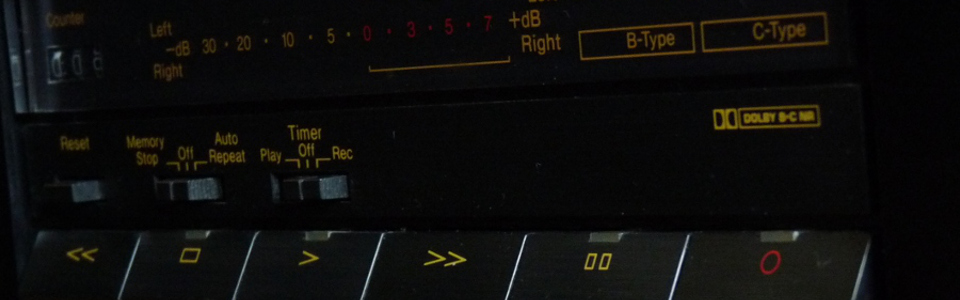 Counter
Left
-dB 30 · 20 · 10 · 5 · 0 · 3 · 5 · 7 +dB
Right
Right
B-Type
C-Type
DOLBY B-C NR
Reset
Memory Stop
Off
Auto Repeat
Timer
Play
Off
Rec